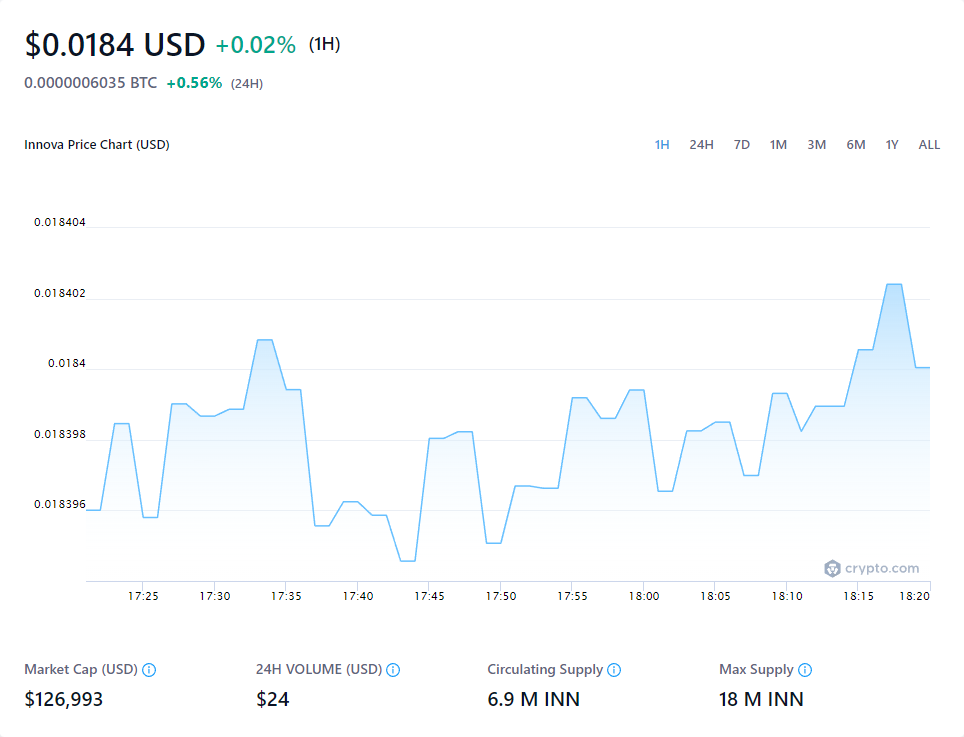 $0.0184 USD +0.02% (1H)
0.0000006035 BTC +0.56% (24H)
Innova Price Chart (USD)
1H 24H 7D 1M 3M 6M 1Y ALL
0.018404
0.018402
0.0184
0.018398
0.018396
crypto.com
17:25 17:30 17:35 17:40 17:45 17:50 17:55 18:00 18:05 18:10 18:15 18:20
Market Cap (USD) 24H VOLUME (USD) Circulating Supply Max Supply
$126,993 $24 6.9 M INN 18 M INN